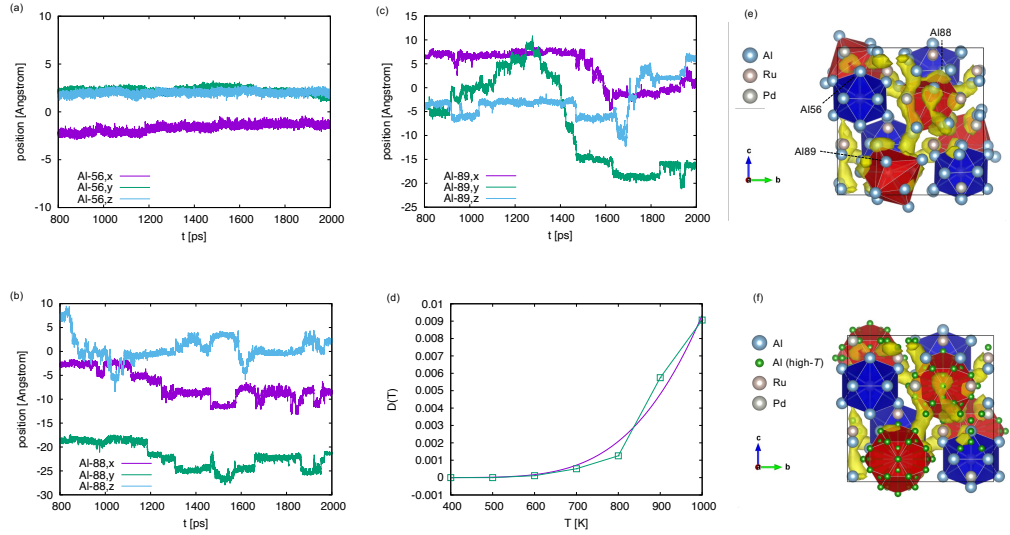 (a)
position [Angstrom]
10
5
0
-5
-10
Al-56,x
Al-56,y
Al-56,z
800 1000 1200 1400 1600 1800 2000
t [ps]
(c)
position [Angstrom]
15
10
5
0
-5
-10
-15
-20
-25
Al-89,x
Al-89,y
Al-89,z
800 1000 1200 1400 1600 1800 2000
t [ps]
(e)
Al
Ru
Pd
Al88
Al56
Al89
c
b
(b)
position [Angstrom]
10
5
0
-5
-10
-15
-20
-25
-30
Al-88,x
Al-88,y
Al-88,z
800 1000 1200 1400 1600 1800 2000
t [ps]
(d)
D(T)
0.01
0.009
0.008
0.007
0.006
0.005
0.004
0.003
0.002
0.001
0
-0.001
400 500 600 700 800 900 1000
T [K]
(f)
Al
Al (high-T)
Ru
Pd
c
b